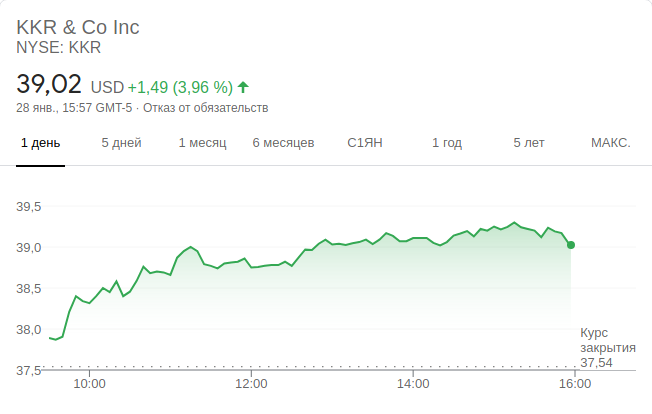 KKR & Co Inc
NYSE: KKR
39,02 USD +1,49 (3,96 %)
28 янв., 15:57 GMT-5 · Отказ от обязательств
1 день 5 дней 1 месяц 6 месяцев С1ЯН 1 год 5 лет МАКС.
39,5
39,0
38,5
38,0
Курс
закрытия
37,54
37,5
10:00 12:00 14:00 16:00